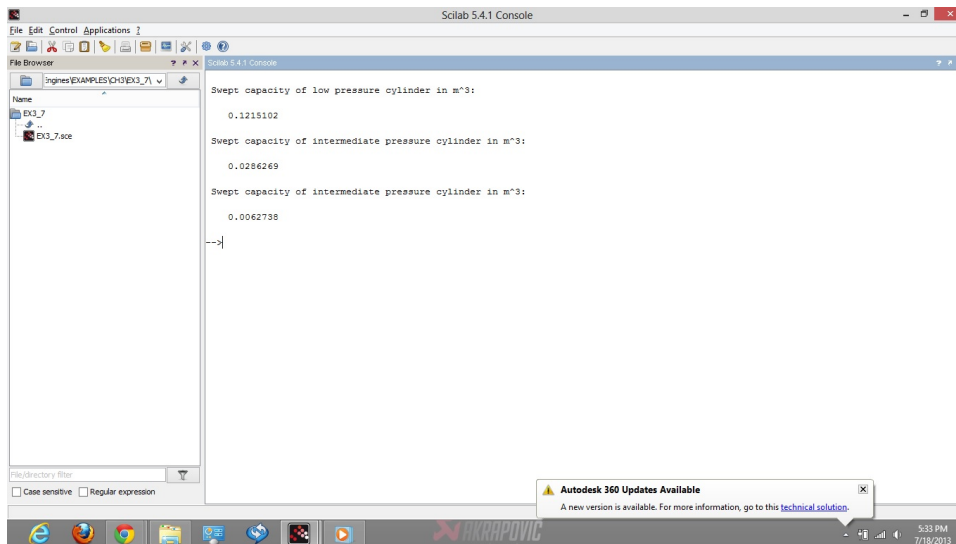 Scilab 5.4.1 Console
File Edit Control Applications ?
File Browser
Scilab 5.4.1 Console
Engines\EXAMPLES\CH3\EX3_7\
Name
EX3_7
..
EX3_7.sce
Swept capacity of low pressure cylinder in m^3:
0.1215102
Swept capacity of intermediate pressure cylinder in m^3:
0.0286269
Swept capacity of intermediate pressure cylinder in m^3:
0.0062738
-->
File/directory filter
Case sensitive Regular expression
Autodesk 360 Updates Available
A new version is available. For more information, go to this technical solution.
AKRAPOVIC
5:33 PM
7/18/2013